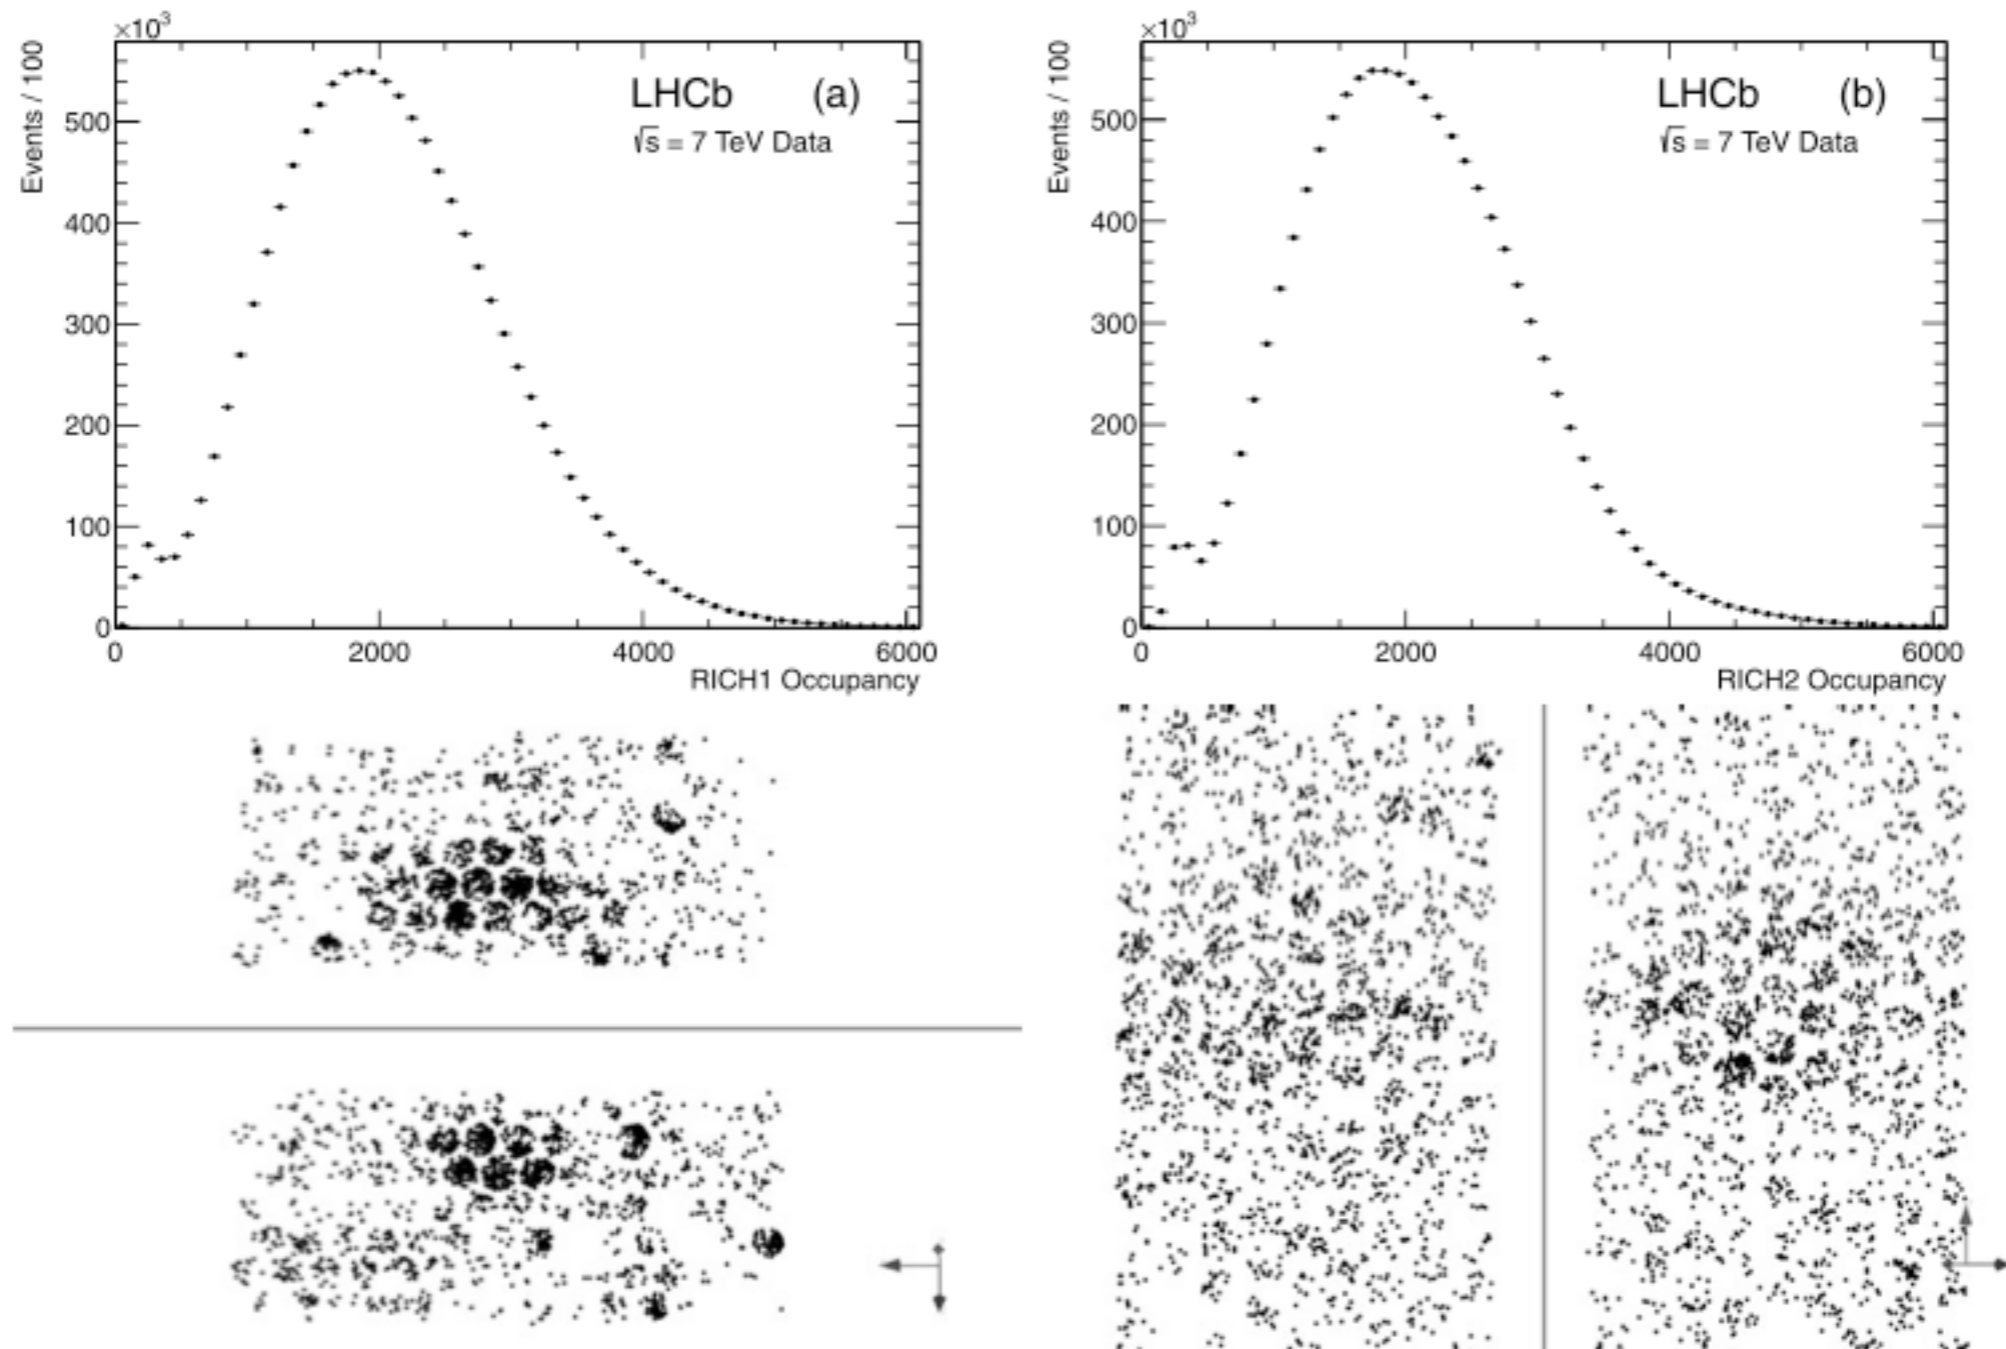 ×10³
Events / 100
LHCb (a)
√s = 7 TeV Data
500
400
300
200
100
0
0 2000 4000 6000
RICH1 Occupancy
×10³
Events / 100
LHCb (b)
√s = 7 TeV Data
500
400
300
200
100
0
0 2000 4000 6000
RICH2 Occupancy